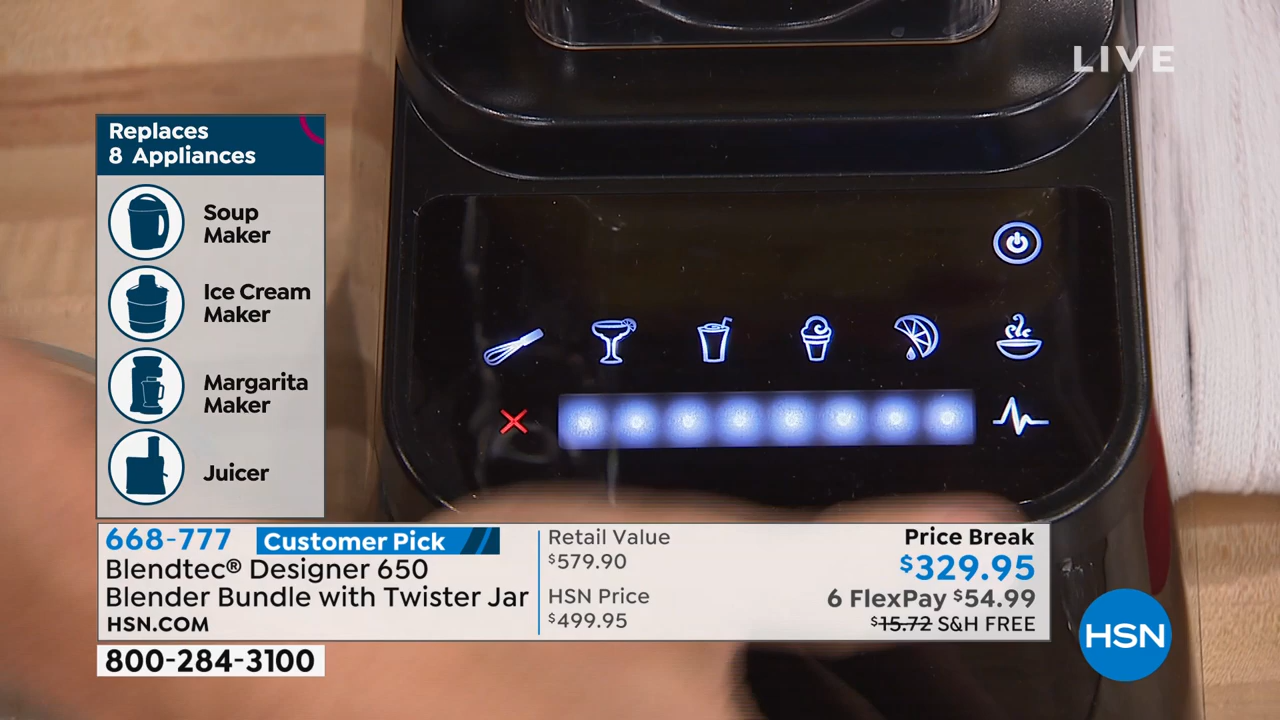 LIVE
Replaces
8 Appliances
Soup
Maker
Ice Cream
Maker
Margarita
Maker
Juicer
668-777 Customer Pick
Blendtec® Designer 650
Blender Bundle with Twister Jar
HSN.COM
Retail Value
$579.90
HSN Price
$499.95
Price Break
$329.95
6 FlexPay $54.99
$15.72 S&H FREE
HSN
800-284-3100